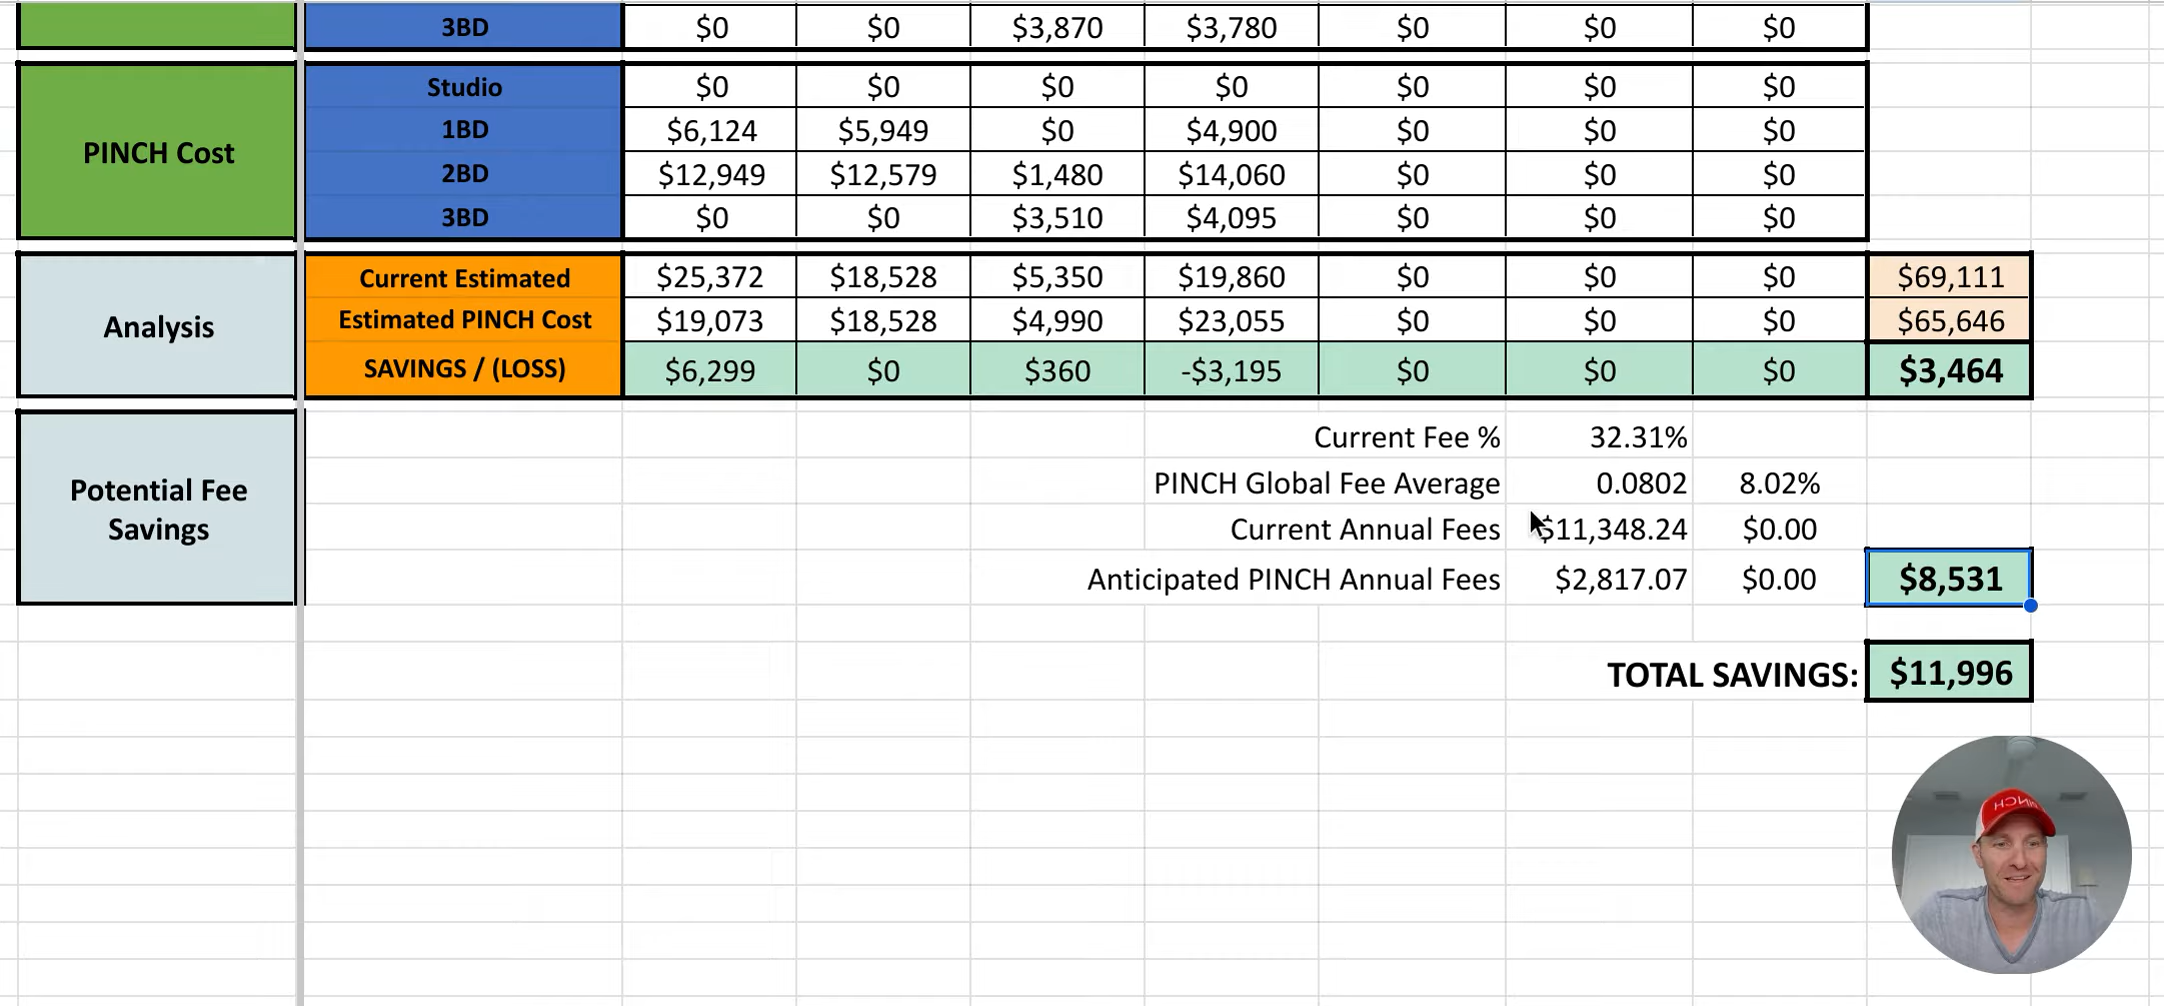 3BD $0 $0 $3,870 $3,780 $0 $0 $0
Studio $0 $0 $0 $0 $0 $0 $0
1BD $6,124 $5,949 $0 $4,900 $0 $0 $0
PINCH Cost
2BD $12,949 $12,579 $1,480 $14,060 $0 $0 $0
3BD $0 $0 $3,510 $4,095 $0 $0 $0
Current Estimated $25,372 $18,528 $5,350 $19,860 $0 $0 $0 $69,111
Analysis
Estimated PINCH Cost $19,073 $18,528 $4,990 $23,055 $0 $0 $0 $65,646
SAVINGS / (LOSS) $6,299 $0 $360 -$3,195 $0 $0 $0 $3,464
Current Fee % 32.31%
Potential Fee
Savings
PINCH Global Fee Average 0.0802 8.02%
Current Annual Fees $11,348.24 $0.00
Anticipated PINCH Annual Fees $2,817.07 $0.00 $8,531
TOTAL SAVINGS: $11,996
PINCH